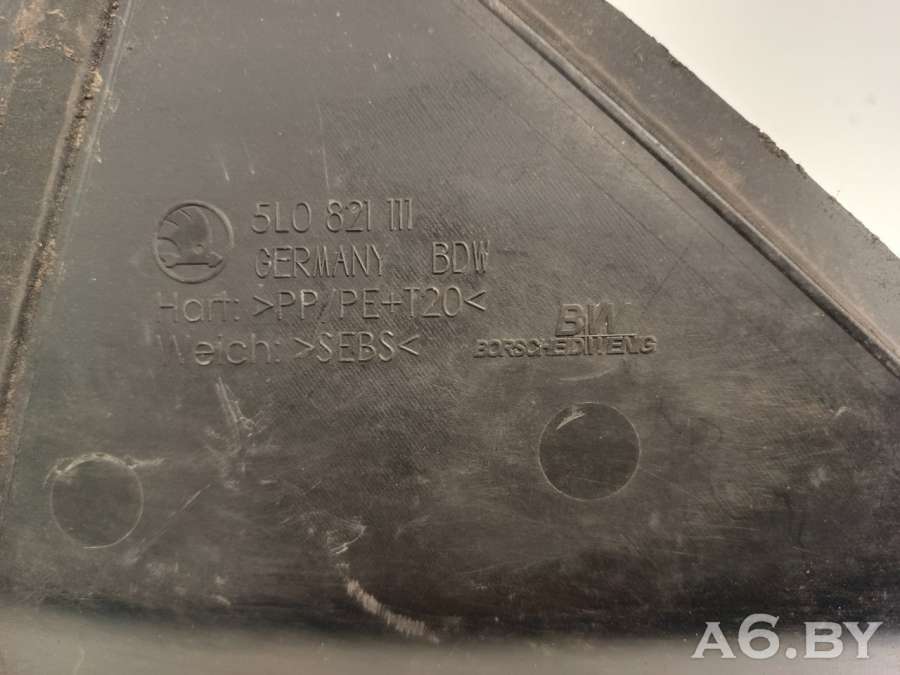 5L0 821 111
GERMANY BDW
Hart: >PP/PE+T20<
Weich: >SEBS<
BW
BORSCHEIDWENG
A6.BY